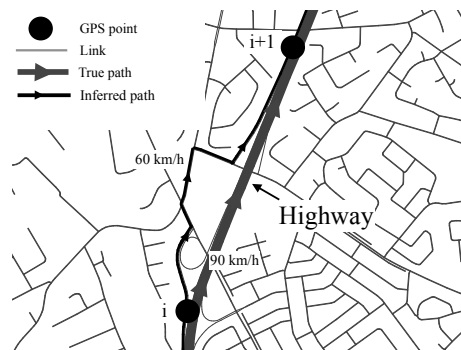 GPS point
Link
True path
Inferred path
i+1
60 km/h
Highway
90 km/h
i